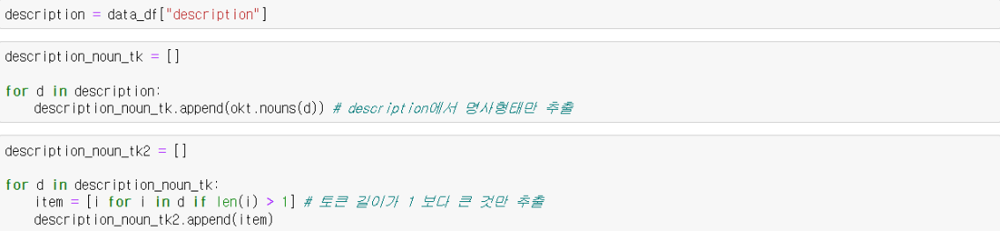 description = data_df["description"]
description_noun_tk = []
for d in description:
    description_noun_tk.append(okt.nouns(d)) # description에서 명사형태만 추출
description_noun_tk2 = []
for d in description_noun_tk:
    item = [i for i in d if len(i) > 1] # 토큰 길이가 1 보다 큰 것만 추출
    description_noun_tk2.append(item)